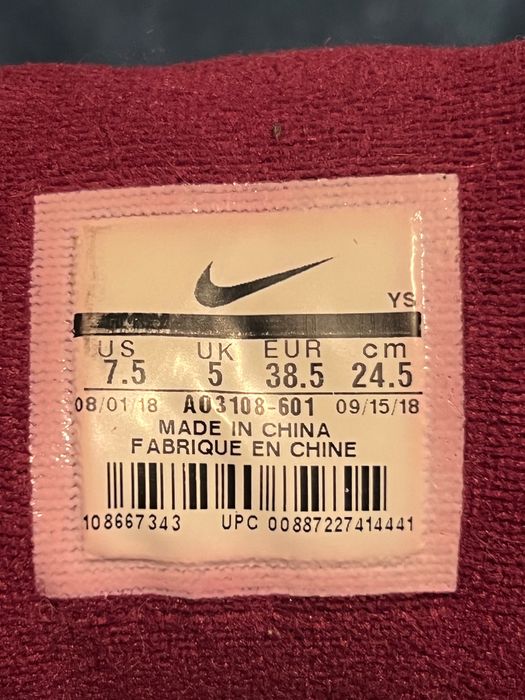 YS
US UK EUR cm
7.5 5 38.5 24.5
08/01/18 AO3108-601 09/15/18
MADE IN CHINA
FABRIQUE EN CHINE
108667343 UPC 00887227414441